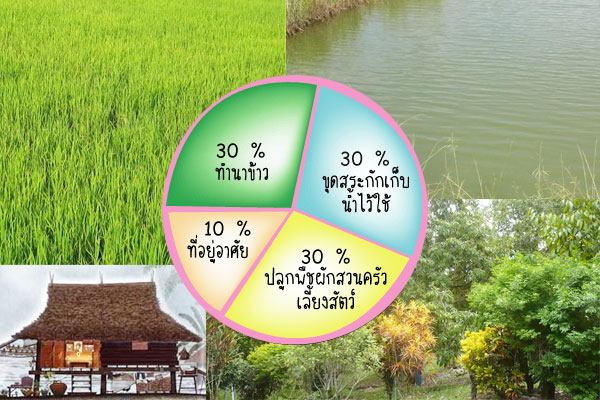 30 %
ทำนาข้าว
30 %
ขุดสระกักเก็บ
น้ำไว้ใช้
10 %
ที่อยู่อาศัย
30 %
ปลูกพืชผักสวนครัว
เลี้ยงสัตว์